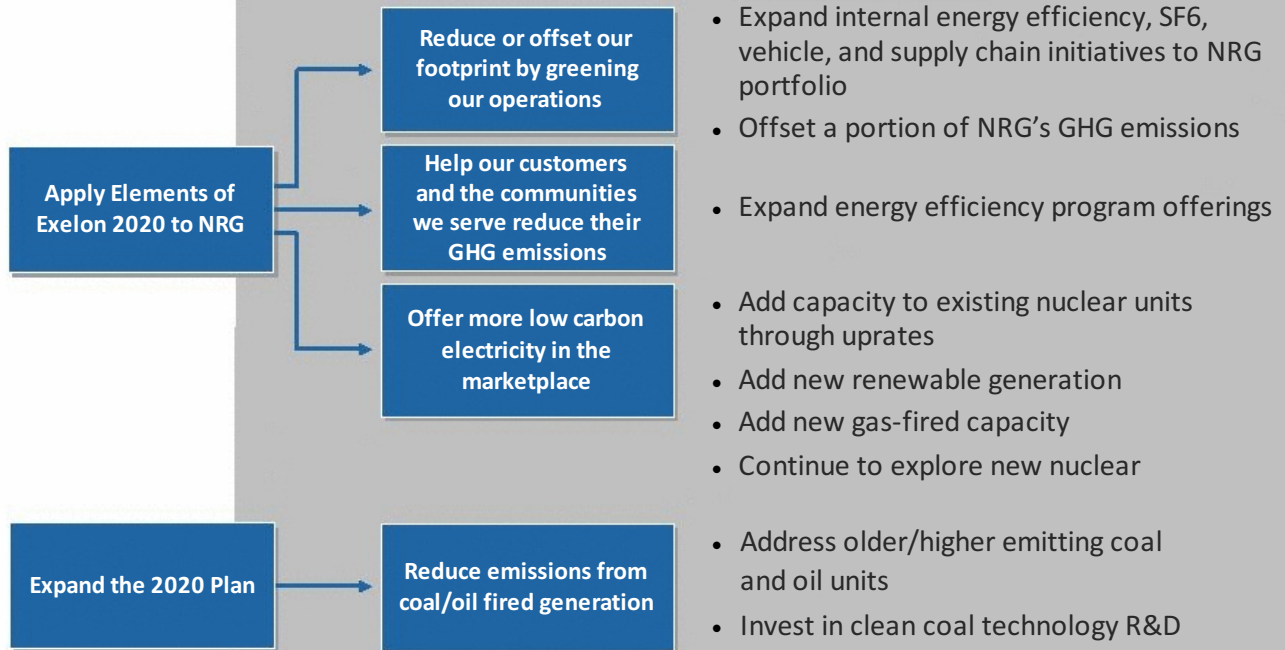 Reduce or offset our
footprint by greening
our operations
• Expand internal energy efficiency, SF6,
vehicle, and supply chain initiatives to NRG
portfolio
• Offset a portion of NRG's GHG emissions
Apply Elements of
Exelon 2020 to NRG
Help our customers
and the communities
we serve reduce their
GHG emissions
• Expand energy efficiency program offerings
Offer more low carbon
electricity in the
marketplace
• Add capacity to existing nuclear units
through uprates
• Add new renewable generation
• Add new gas-fired capacity
• Continue to explore new nuclear
Expand the 2020 Plan
Reduce emissions from
coal/oil fired generation
• Address older/higher emitting coal
and oil units
• Invest in clean coal technology R&D